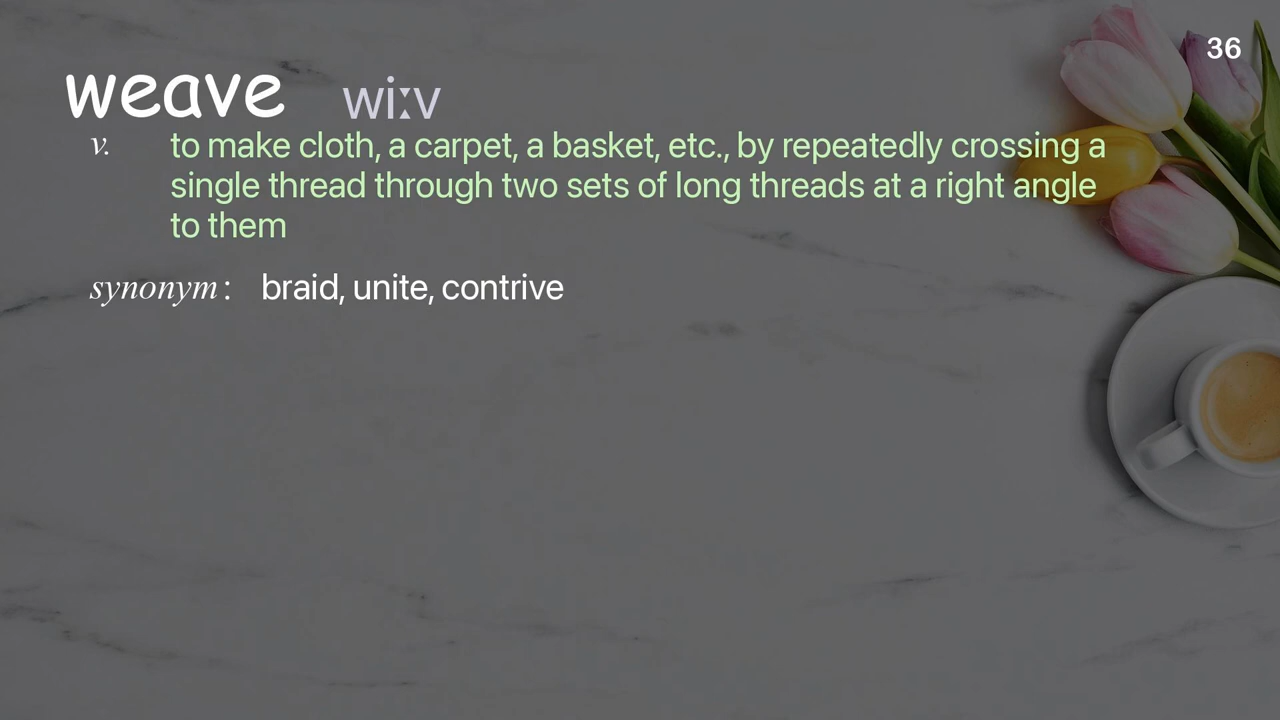 36
weave wiːv
v. to make cloth, a carpet, a basket, etc., by repeatedly crossing a
single thread through two sets of long threads at a right angle
to them
synonym: braid, unite, contrive